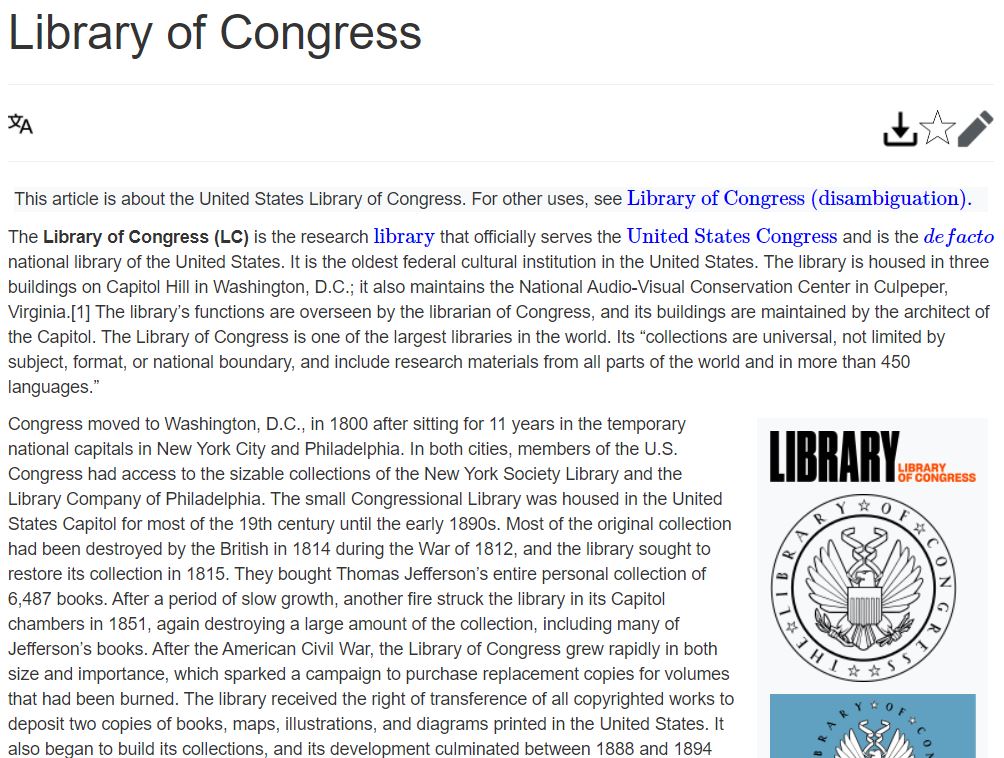 Library of Congress
文A
This article is about the United States Library of Congress. For other uses, see Library of Congress (disambiguation).
The Library of Congress (LC) is the research library that officially serves the United States Congress and is the defacto
national library of the United States. It is the oldest federal cultural institution in the United States. The library is housed in three
buildings on Capitol Hill in Washington, D.C.; it also maintains the National Audio-Visual Conservation Center in Culpeper,
Virginia.[1] The library’s functions are overseen by the librarian of Congress, and its buildings are maintained by the architect of
the Capitol. The Library of Congress is one of the largest libraries in the world. Its “collections are universal, not limited by
subject, format, or national boundary, and include research materials from all parts of the world and in more than 450
languages.”
Congress moved to Washington, D.C., in 1800 after sitting for 11 years in the temporary
national capitals in New York City and Philadelphia. In both cities, members of the U.S.
Congress had access to the sizable collections of the New York Society Library and the
Library Company of Philadelphia. The small Congressional Library was housed in the United
States Capitol for most of the 19th century until the early 1890s. Most of the original collection
had been destroyed by the British in 1814 during the War of 1812, and the library sought to
restore its collection in 1815. They bought Thomas Jefferson’s entire personal collection of
6,487 books. After a period of slow growth, another fire struck the library in its Capitol
chambers in 1851, again destroying a large amount of the collection, including many of
Jefferson’s books. After the American Civil War, the Library of Congress grew rapidly in both
size and importance, which sparked a campaign to purchase replacement copies for volumes
that had been burned. The library received the right of transference of all copyrighted works to
deposit two copies of books, maps, illustrations, and diagrams printed in the United States. It
also began to build its collections, and its development culminated between 1888 and 1894
LIBRARY
LIBRARY
OF CONGRESS
THE LIBRARY OF CONGRESS
BRARY OF CON